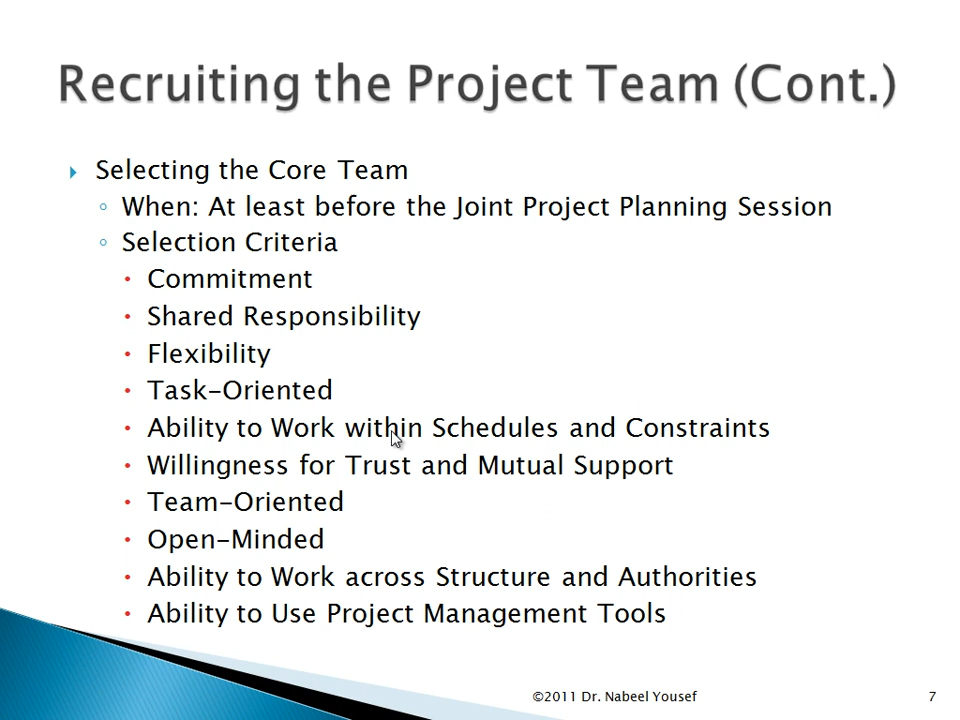 Recruiting the Project Team (Cont.)
Selecting the Core Team
When: At least before the Joint Project Planning Session
Selection Criteria
Commitment
Shared Responsibility
Flexibility
Task-Oriented
Ability to Work within Schedules and Constraints
Willingness for Trust and Mutual Support
Team-Oriented
Open-Minded
Ability to Work across Structure and Authorities
Ability to Use Project Management Tools
©2011 Dr. Nabeel Yousef
7